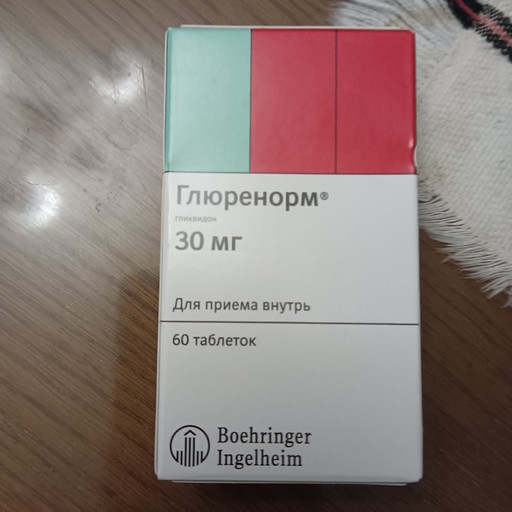 Глюренорм®
гликвидон
30 мг
Для приема внутрь
60 таблеток
Boehringer
Ingelheim